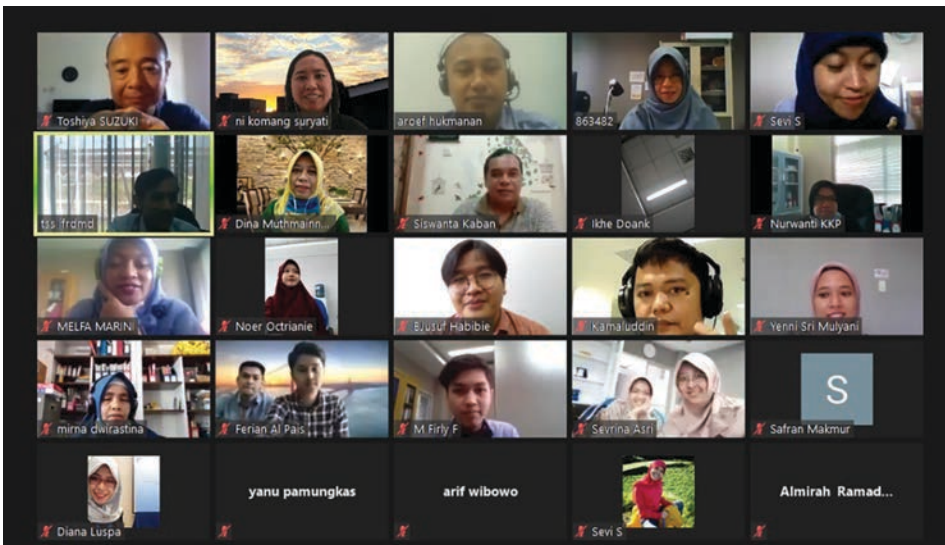 Toshiya SUZUKI
ni komang suryati
aroef hukmanan
863482
Sevi S
tss_frdmd
Dina Muthmainn...
Siswanta Kaban
Ikhe Doank
Nurwanti KKP
MELFA MARINI
Noer Octrianie
BJusuf Habibie
Kamaluddin
Yenni Sri Mulyani
mirna dwirastina
Ferian Al Pais
M Firly F
Sevrina Asri
S
Safran Makmur
Diana Luspa
yanu pamungkas
arif wibowo
Sevi S
Almirah Ramad...